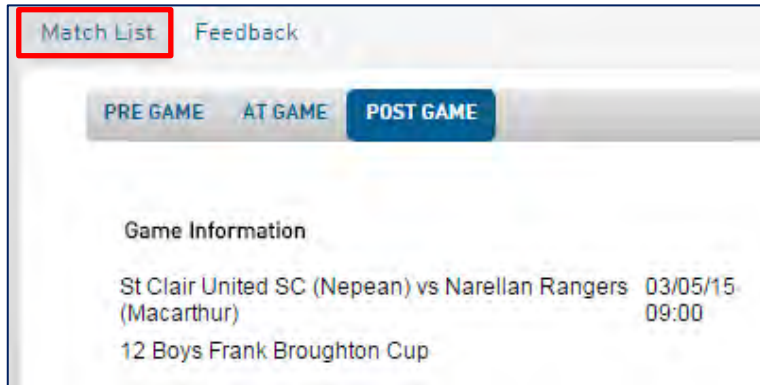 Match List Feedback
PRE GAME AT GAME POST GAME
Game Information
St Clair United SC (Nepean) vs Narellan Rangers 03/05/15
(Macarthur) 09:00
12 Boys Frank Broughton Cup